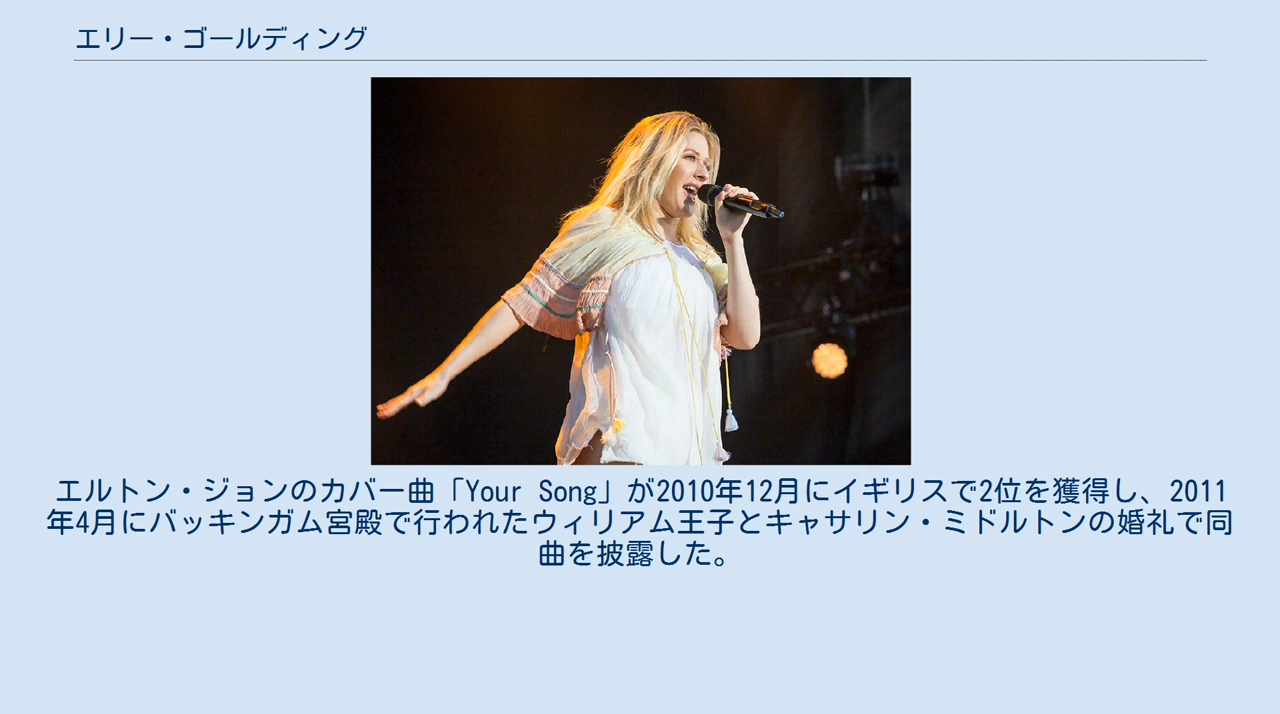 エリー・ゴールディング
エルトン・ジョンのカバー曲「Your Song」が2010年12月にイギリスで2位を獲得し、2011
年4月にバッキンガム宮殿で行われたウィリアム王子とキャサリン・ミドルトンの婚礼で同
曲を披露した。